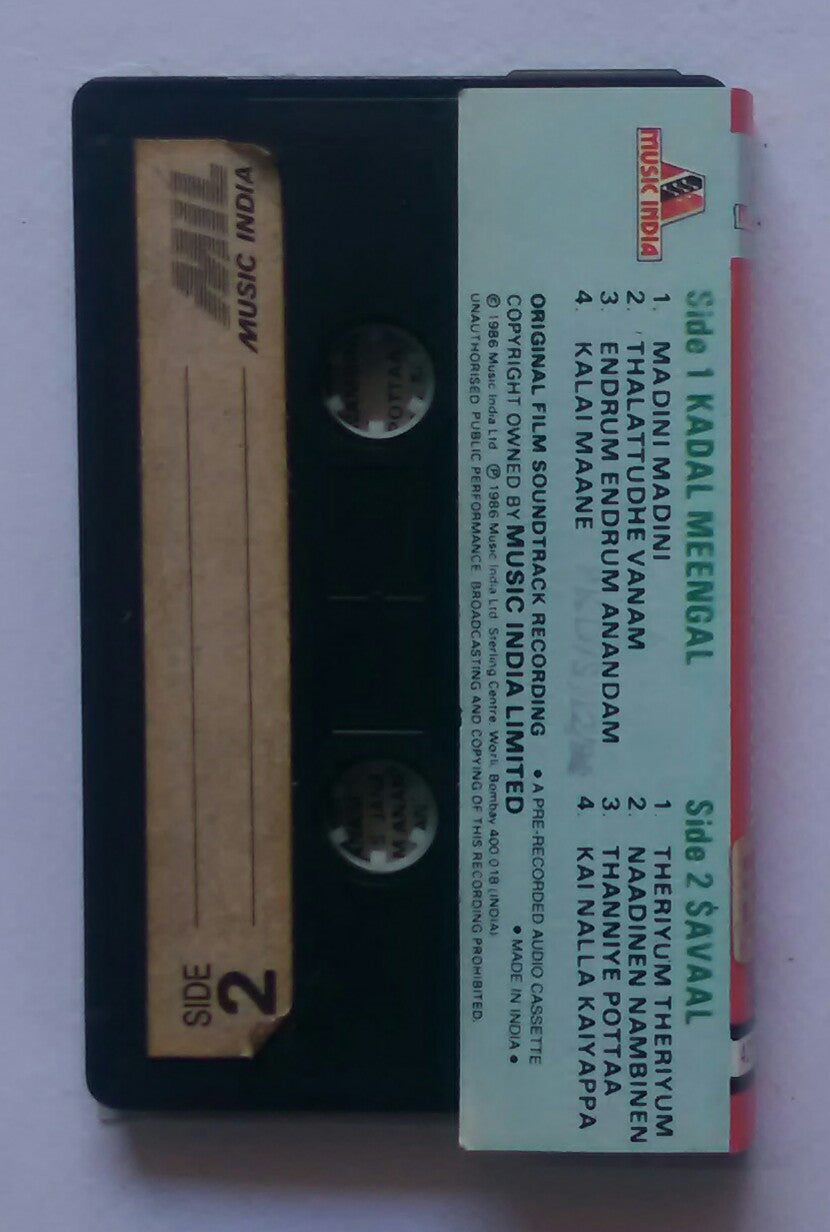 MUSIC INDIA
Side 1 KADAL MEENGAL
1. MADINI MADINI
2. THALATTUDHE VANAM
3. ENDRUM ENDRUM ANANDAM
4. KALAI MAANE
Side 2 SAVAAL
1. THERIYUM THERIYUM
2. NAADINEN NAMBINEN
3. THANNIYE POTTAA
4. KAI NALLA KAIYAPPA
ORIGINAL FILM SOUNDTRACK RECORDING • A PRE-RECORDED AUDIO CASSETTE
COPYRIGHT OWNED BY MUSIC INDIA LIMITED • MADE IN INDIA •
© 1986 Music India Ltd ℗ 1986 Music India Ltd Sterling Centre Worli Bombay 400 018 (INDIA)
UNAUTHORISED PUBLIC PERFORMANCE BROADCASTING AND COPYING OF THIS RECORDING PROHIBITED.
MUSIC INDIA
MIL
SIDE
2